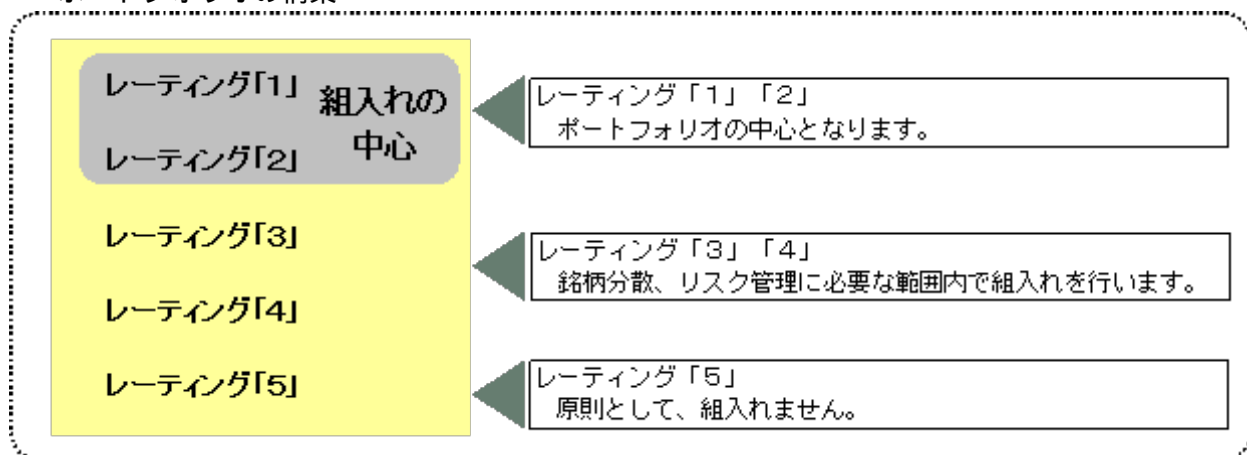 レーティング「1」
組入れの
中心
レーティング「2」
レーティング「3」
レーティング「4」
レーティング「5」
レーティング「１」「２」
ポートフォリオの中心となります。
レーティング「３」「４」
銘柄分散、リスク管理に必要な範囲内で組入れを行います。
レーティング「５」
原則として、組入れません。